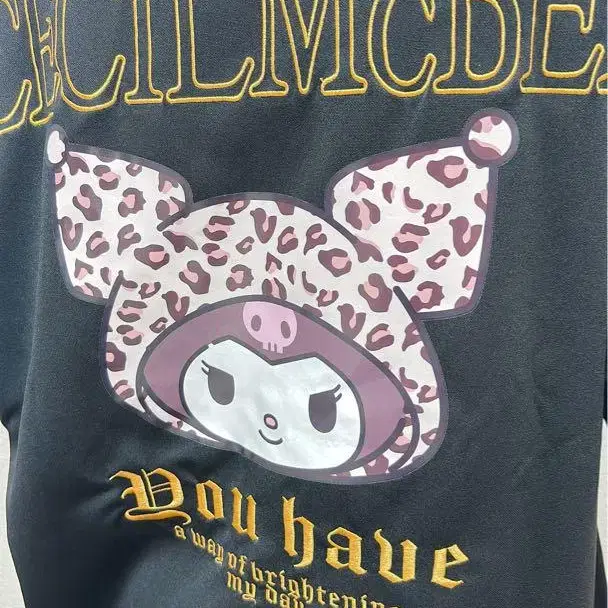 CECILMCBEE
You have
a way of brightening
my day